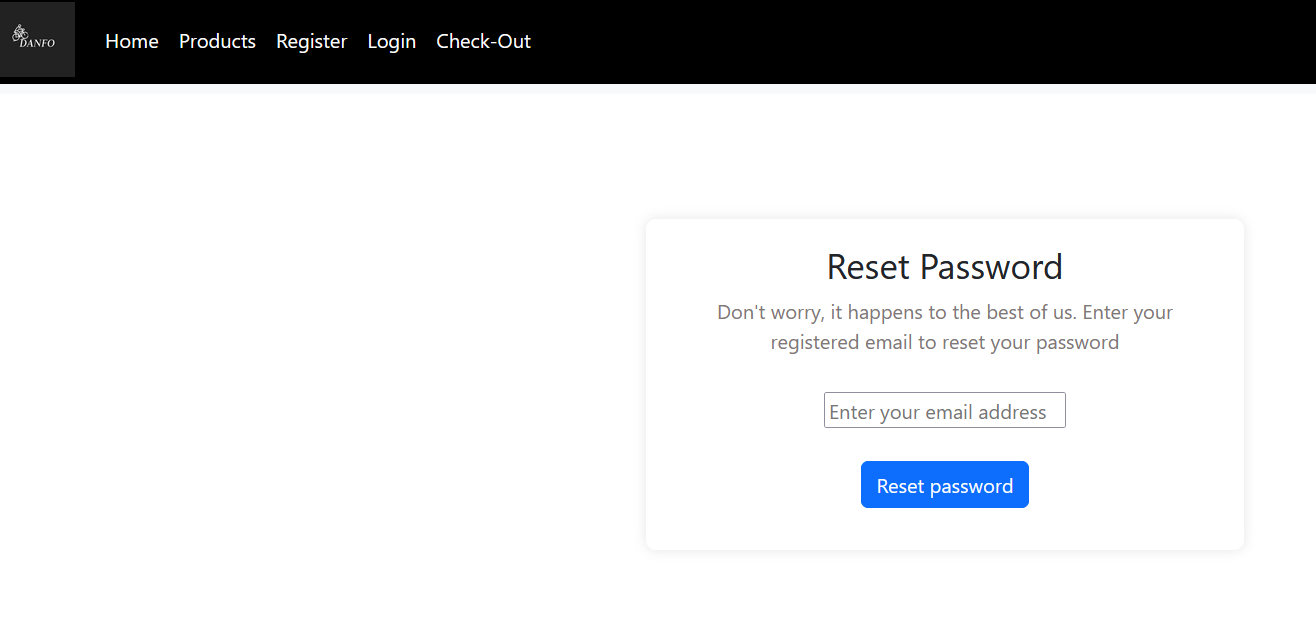 DANFO
Home Products Register Login Check-Out
Reset Password
Don't worry, it happens to the best of us. Enter your
registered email to reset your password
Enter your email address
Reset password